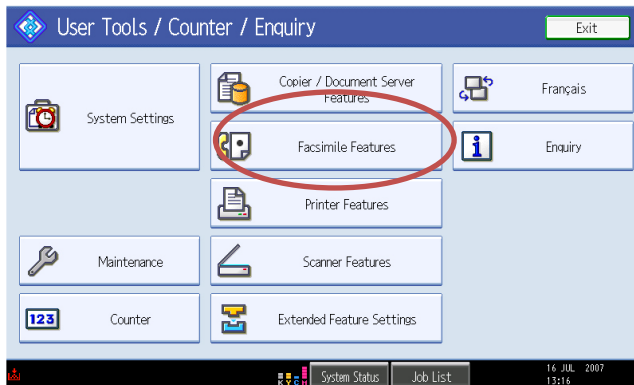 User Tools / Counter / Enquiry
Exit
System Settings
Copier / Document Server
Features
Français
Facsimile Features
Enquiry
Printer Features
Maintenance
Scanner Features
123
Counter
Extended Feature Settings
K Y C M
System Status
Job List
16 JUL 2007
13:16